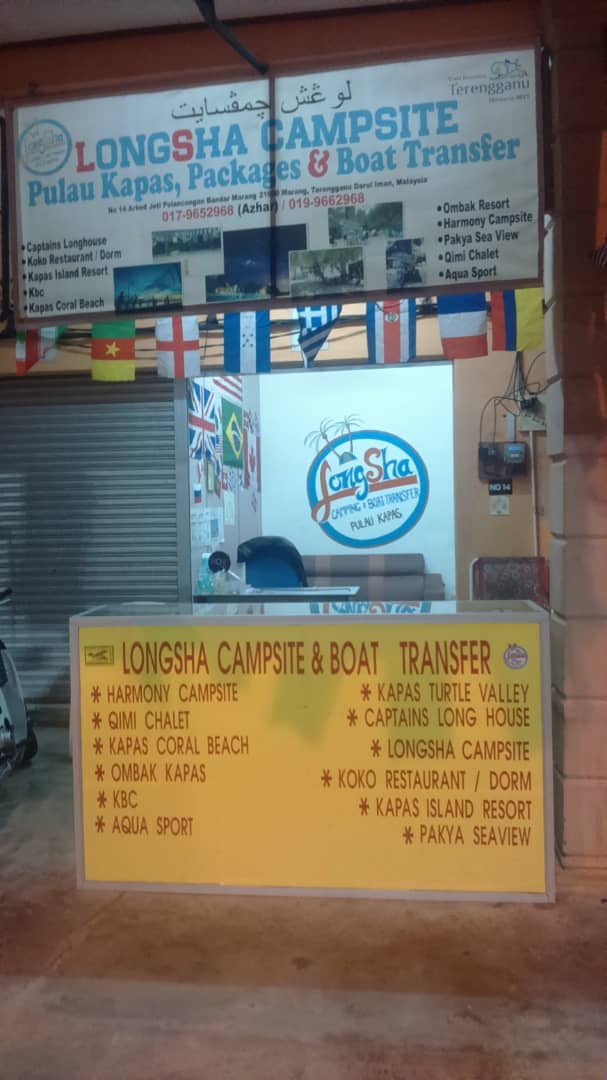 لوڠش چمڤسايت
Terengganu
LONGSHA CAMPSITE
Pulau Kapas, Packages & Boat Transfer
No 14 Arked Jeti Pelancongan Bandar Marang 21600 Marang, Terengganu Darul Iman, Malaysia
017-9652968 (Azhar) / 019-9662968
•Captains Longhouse
•Koko Restaurant / Dorm
•Kapas Island Resort
•Kbc
•Kapas Coral Beach
•Ombak Resort
•Harmony Campsite
•Pakya Sea View
•Qimi Chalet
•Aqua Sport
LongSha
CAMPING & BOAT TRANSFER
PULAU KAPAS
NO 14
LONGSHA CAMPSITE & BOAT TRANSFER
* HARMONY CAMPSITE
* QIMI CHALET
* KAPAS CORAL BEACH
* OMBAK KAPAS
* KBC
* AQUA SPORT
* KAPAS TURTLE VALLEY
* CAPTAINS LONG HOUSE
* LONGSHA CAMPSITE
* KOKO RESTAURANT / DORM
* KAPAS ISLAND RESORT
* PAKYA SEAVIEW